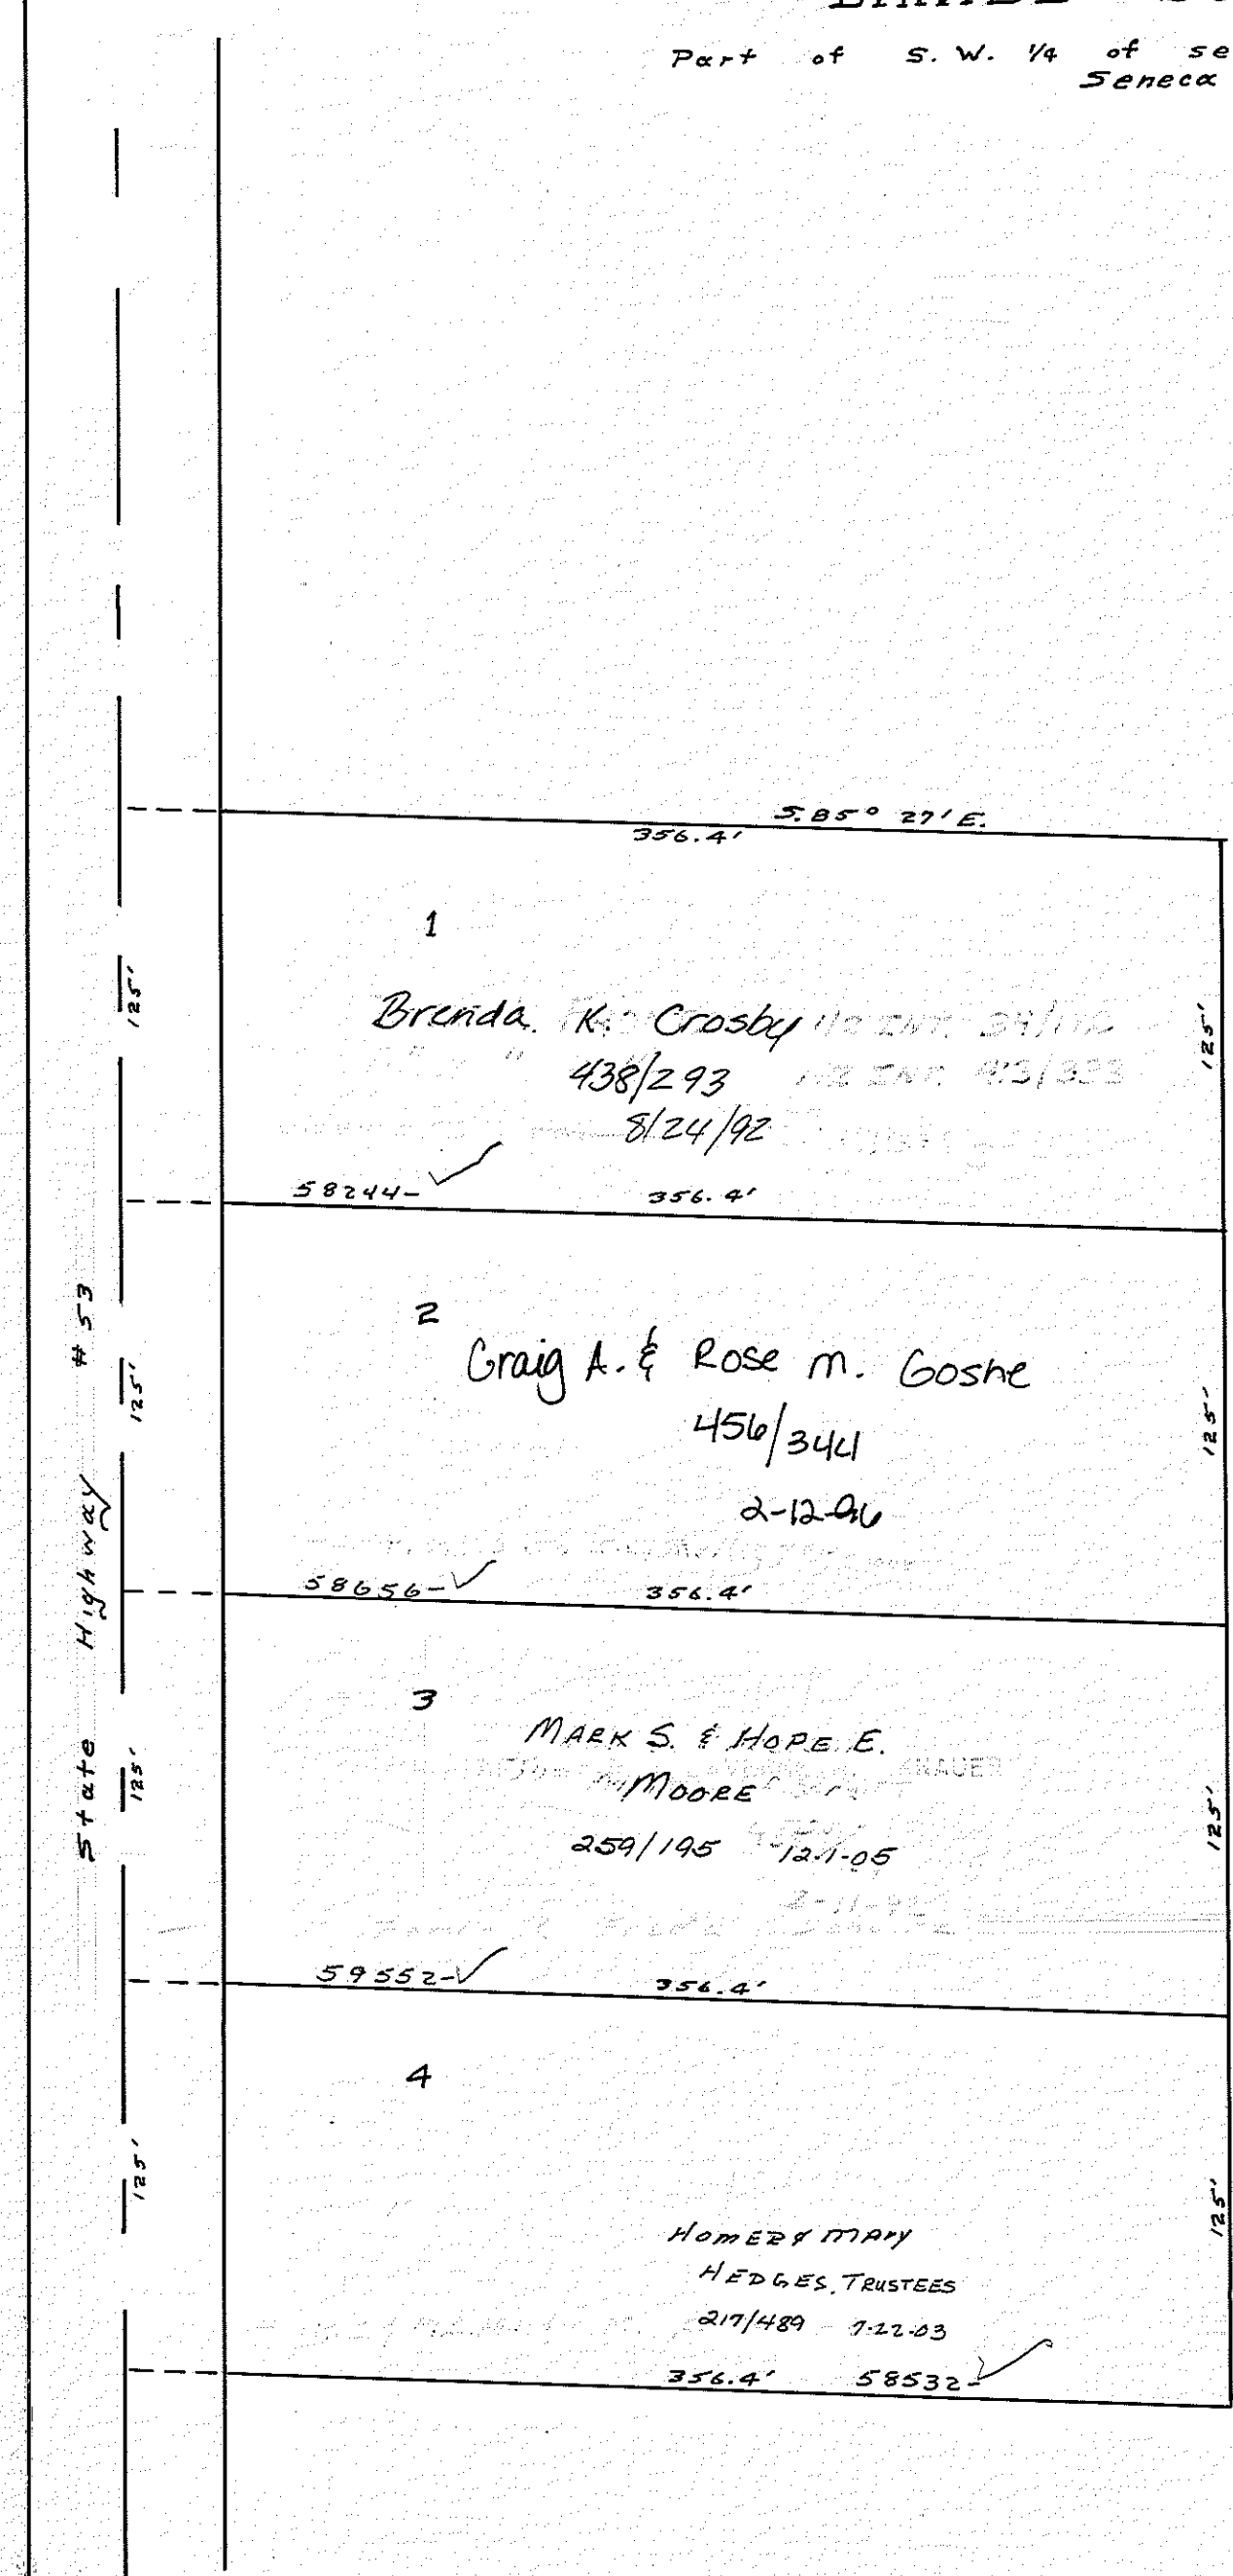 Part of S. W. 1/4 of se
Seneca
S. 85° 27' E.
356.4'
1
125'
125'
Brenda K. Crosby
438/293
8/24/92
58244-
356.4'
2
Craig A. & Rose M. Goshe
125'
125'
456/344
2-12-96
58656-
356.4'
State Highway # 53
3
MARK S. & HOPE E.
MOORE
125'
125'
259/195 12-1-05
59552-
356.4'
4
125'
125'
HOMER & MARY
HEDGES, TRUSTEES
217/489 7-22-03
356.4' 58532-